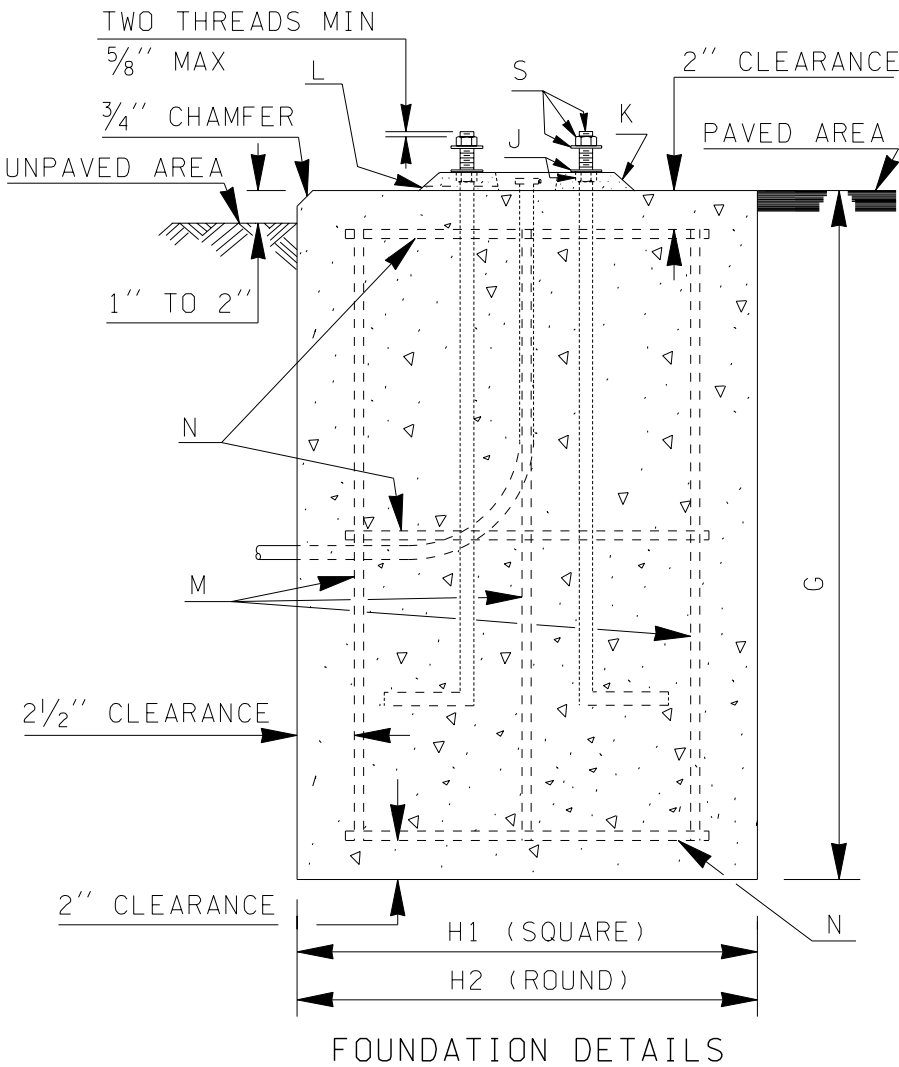 TWO THREADS MIN
5/8'' MAX
L
S
2'' CLEARANCE
3/4'' CHAMFER
J
K
PAVED AREA
UNPAVED AREA
1'' TO 2''
N
M
G
2 1/2'' CLEARANCE
2'' CLEARANCE
N
H1 (SQUARE)
H2 (ROUND)
FOUNDATION DETAILS